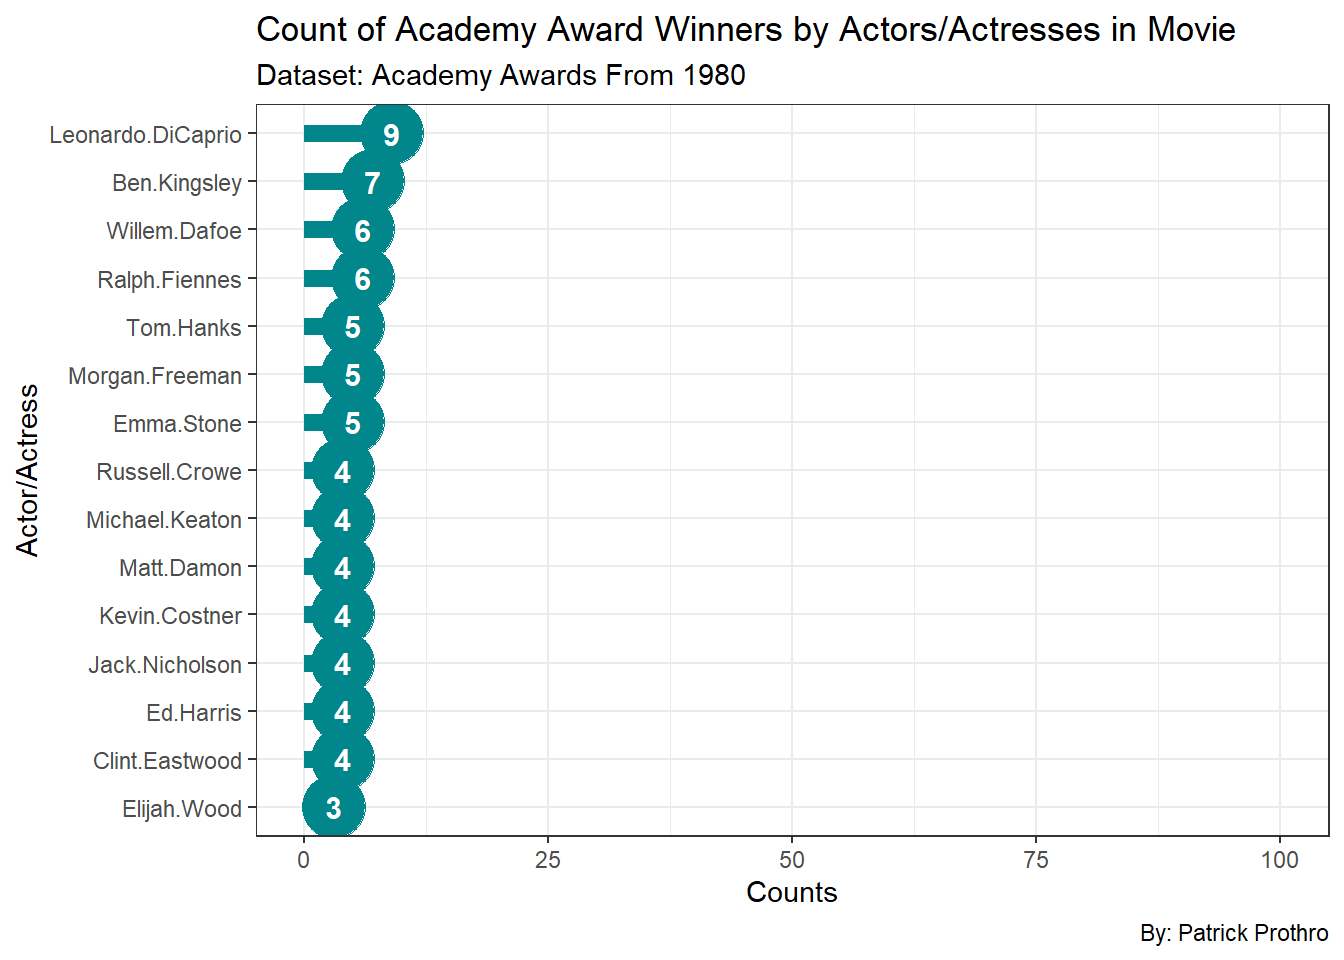 Count of Academy Award Winners by Actors/Actresses in Movie
Dataset: Academy Awards From 1980
Actor/Actress
Leonardo.DiCaprio 9
Ben.Kingsley 7
Willem.Dafoe 6
Ralph.Fiennes 6
Tom.Hanks 5
Morgan.Freeman 5
Emma.Stone 5
Russell.Crowe 4
Michael.Keaton 4
Matt.Damon 4
Kevin.Costner 4
Jack.Nicholson 4
Ed.Harris 4
Clint.Eastwood 4
Elijah.Wood 3
0 25 50 75 100
Counts
By: Patrick Prothro